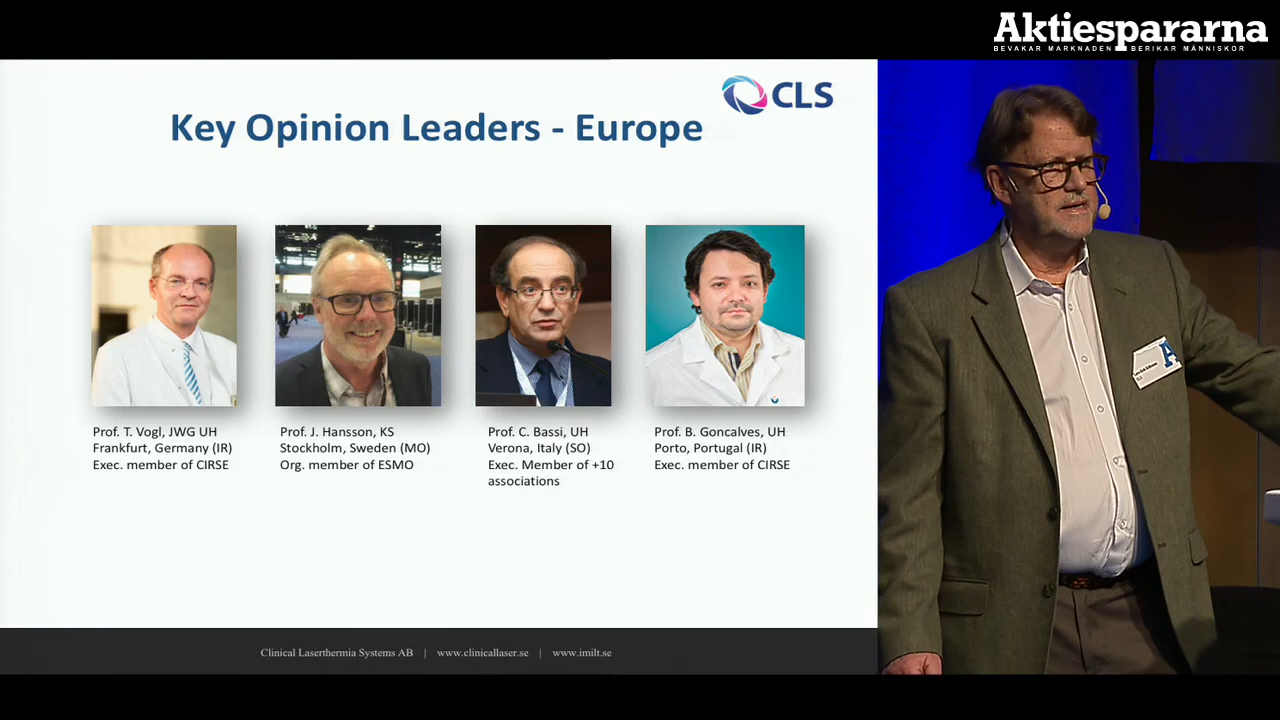 Aktiespararna
BEVAKAR MARKNADEN BERIKAR MÄNNISKOR
CLS
Key Opinion Leaders - Europe
Prof. T. Vogl, JWG UH
Frankfurt, Germany (IR)
Exec. member of CIRSE
Prof. J. Hansson, KS
Stockholm, Sweden (MO)
Org. member of ESMO
Prof. C. Bassi, UH
Verona, Italy (SO)
Exec. Member of +10
associations
Prof. B. Goncalves, UH
Porto, Portugal (IR)
Exec. member of CIRSE
A
CLS
Clinical Laserthermia Systems AB | www.clinicallaser.se | www.imilt.se